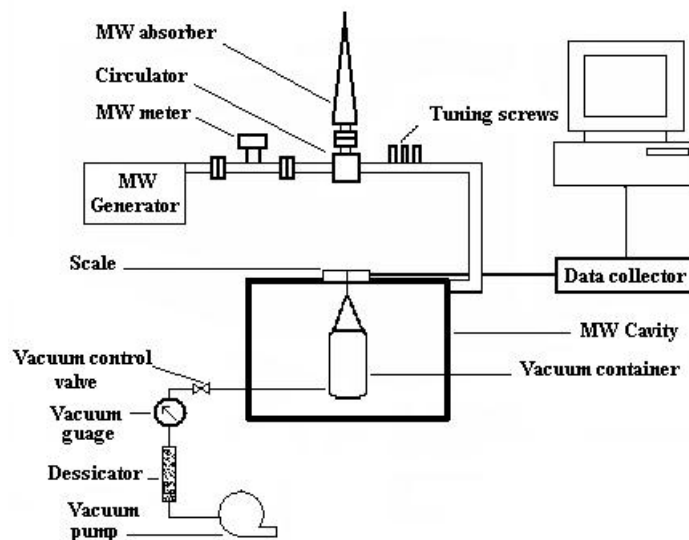 MW absorber
Circulator
MW meter
Tuning screws
MW
Generator
Scale
Data collector
MW Cavity
Vacuum control
valve
Vacuum container
Vacuum
guage
Dessicator
Vacuum
pump